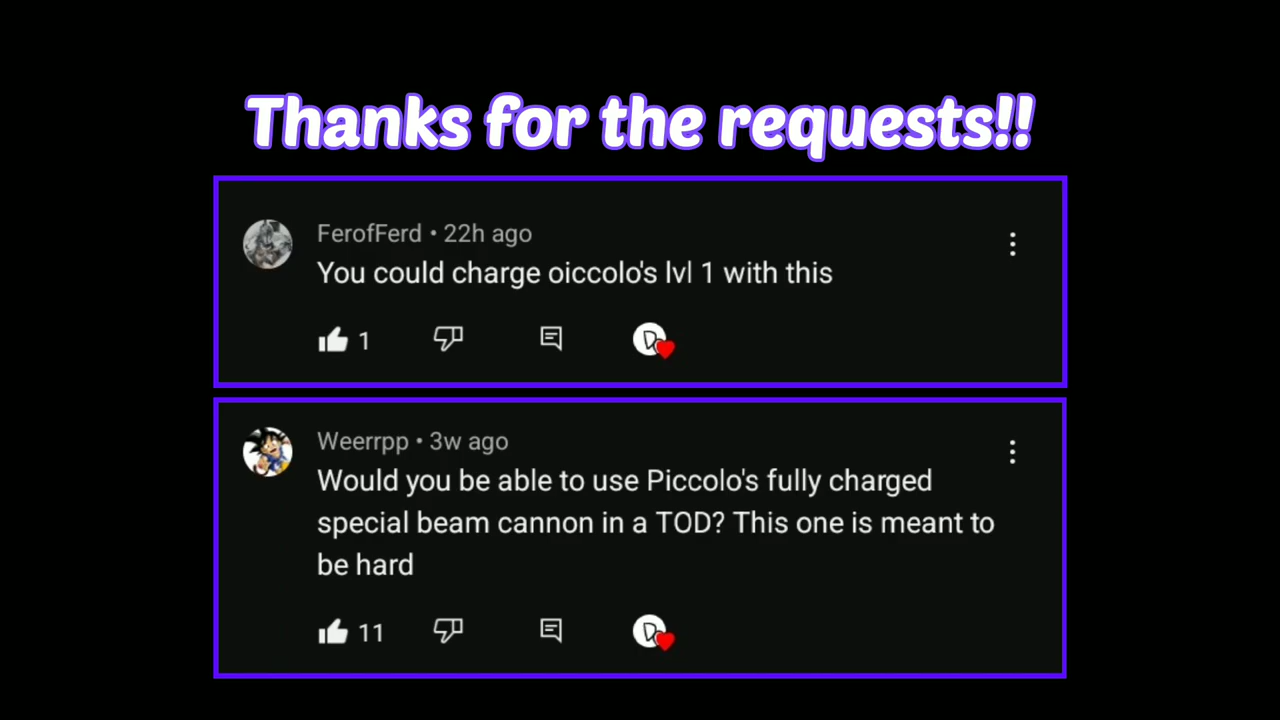 Thanks for the requests!!
FerofFerd • 22h ago
You could charge oiccolo's lvl 1 with this
1
D
Weerrpp • 3w ago
Would you be able to use Piccolo's fully charged
special beam cannon in a TOD? This one is meant to
be hard
11
D